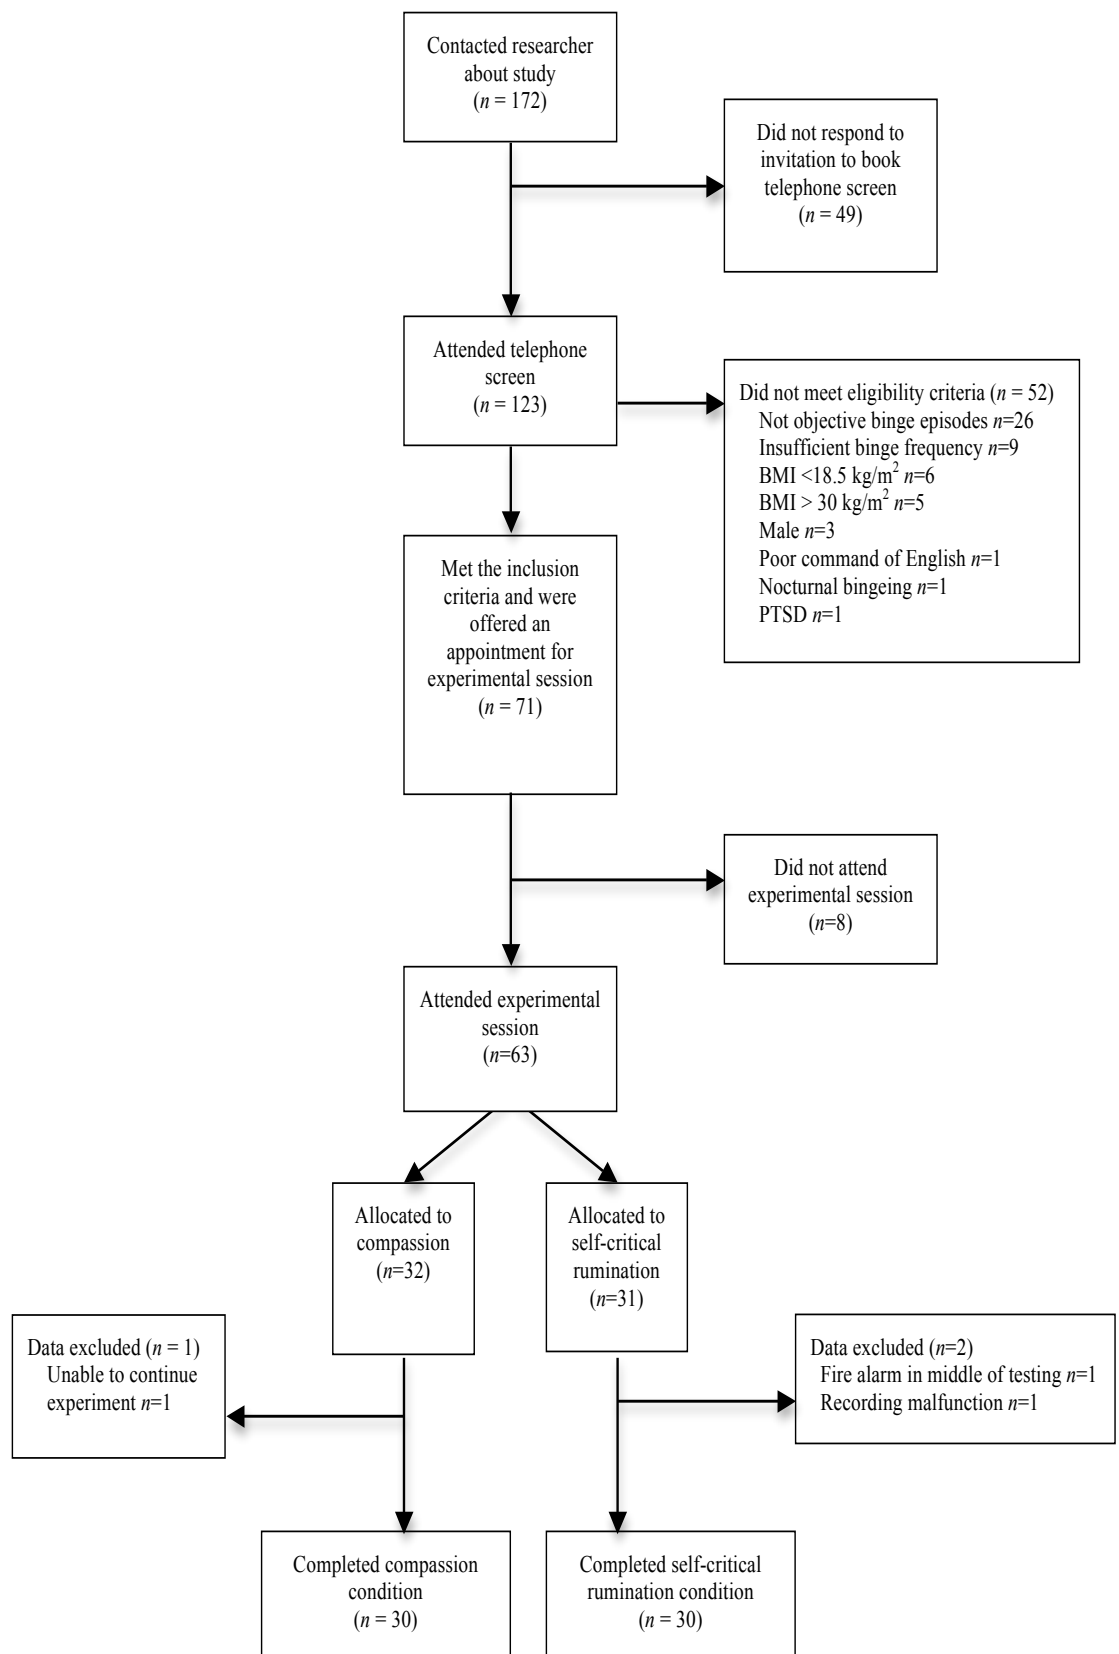 Contacted researcher
about study
(n = 172)
Did not respond to
invitation to book
telephone screen
(n = 49)
Attended telephone
screen
(n = 123)
Did not meet eligibility criteria (n = 52)
Not objective binge episodes n=26
Insufficient binge frequency n=9
BMI <18.5 kg/m² n=6
BMI > 30 kg/m² n=5
Male n=3
Poor command of English n=1
Nocturnal bingeing n=1
PTSD n=1
Met the inclusion
criteria and were
offered an
appointment for
experimental session
(n = 71)
Did not attend
experimental session
(n=8)
Attended experimental
session
(n=63)
Allocated to
compassion
(n=32)
Allocated to
self-critical
rumination
(n=31)
Data excluded (n = 1)
Unable to continue
experiment n=1
Data excluded (n=2)
Fire alarm in middle of testing n=1
Recording malfunction n=1
Completed compassion
condition
(n = 30)
Completed self-critical
rumination condition
(n = 30)